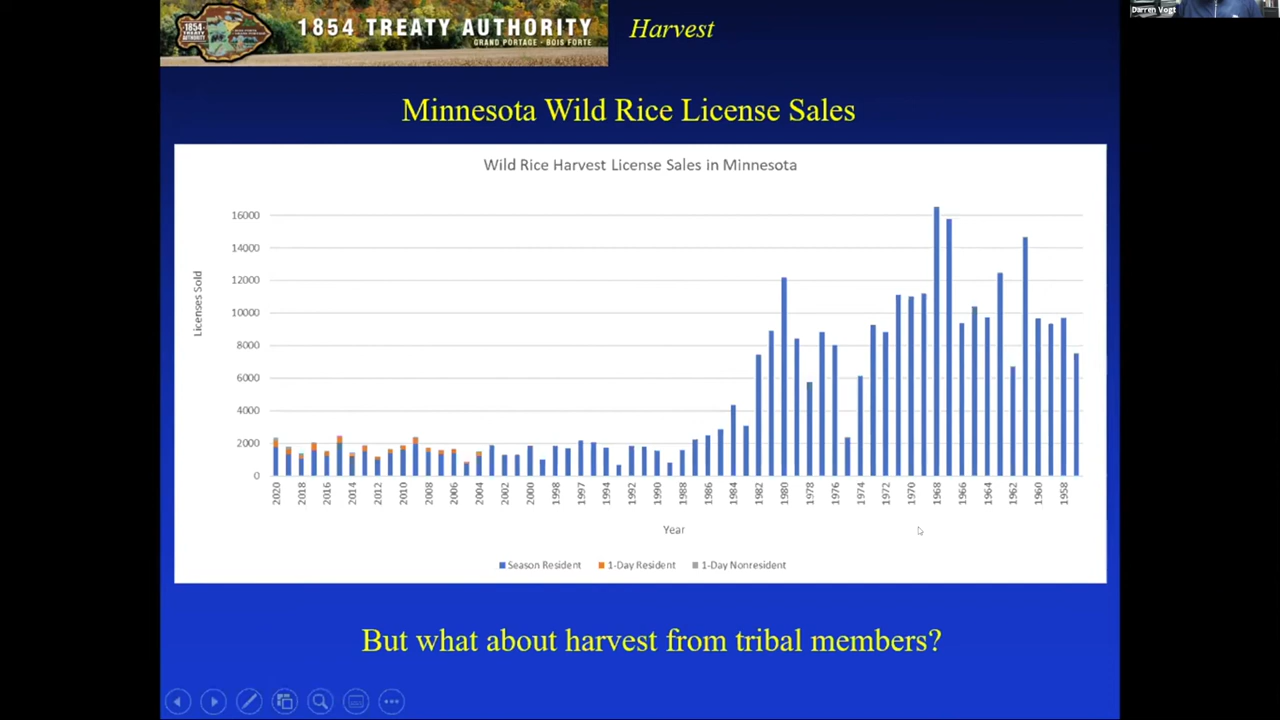 1854 TREATY AUTHORITY
GRAND PORTAGE - BOIS FORTE
1854
AUTHORITY
Harvest
Darren Vogt
Minnesota Wild Rice License Sales
Wild Rice Harvest License Sales in Minnesota
16000
14000
12000
10000
8000
6000
4000
2000
0
Licenses Sold
2020 2018 2016 2014 2012 2010 2008 2006 2004 2002 2000 1998 1997 1994 1992 1990 1988 1986 1984 1982 1980 1978 1976 1974 1972 1970 1968 1966 1964 1962 1960 1958
Year
Season Resident 1-Day Resident 1-Day Nonresident
But what about harvest from tribal members?